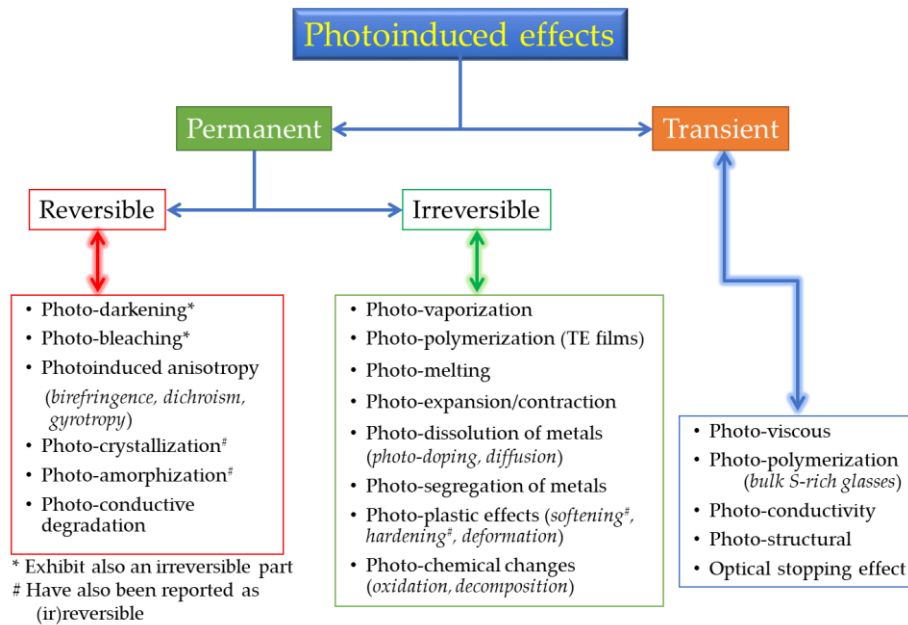 Photoinduced effects
Permanent
Transient
Reversible
Irreversible
• Photo-darkening*
• Photo-bleaching*
• Photoinduced anisotropy
(birefringence, dichroism,
gyrotropy)
• Photo-crystallization#
• Photo-amorphization#
• Photo-conductive
degradation
* Exhibit also an irreversible part
# Have also been reported as
(ir)reversible
• Photo-vaporization
• Photo-polymerization (TE films)
• Photo-melting
• Photo-expansion/contraction
• Photo-dissolution of metals
(photo-doping, diffusion)
• Photo-segregation of metals
• Photo-plastic effects (softening#,
hardening#, deformation)
• Photo-chemical changes
(oxidation, decomposition)
• Photo-viscous
• Photo-polymerization
(bulk S-rich glasses)
• Photo-conductivity
• Photo-structural
• Optical stopping effect